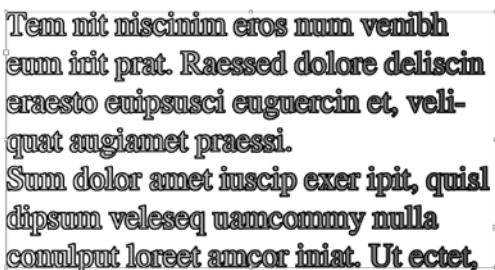 Tem nit niscinim eros num venibh
eum irit prat. Raessed dolore deliscin
eraesto euipsusci euguercin et, veli-
quat augiamet praessi.
Sum dolor amet iuscip exer ipit, quisl
dipsum veleseq uamcommy nulla
conulput loreet amcor iniat. Ut ectet,